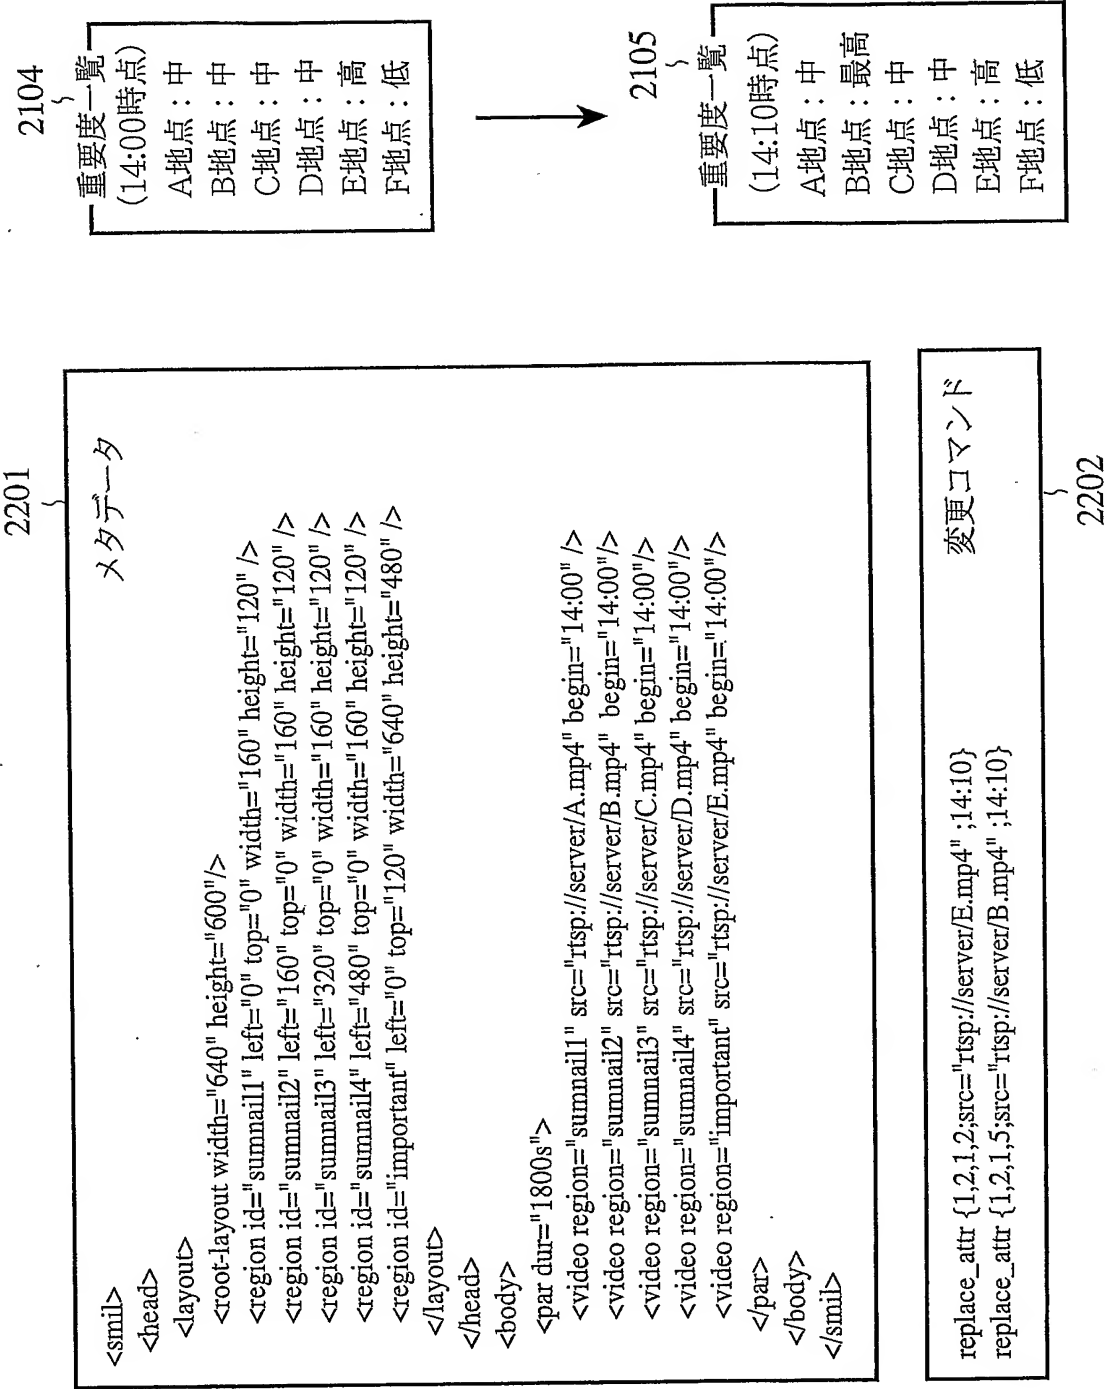 2201
メタデータ
<smil>
<head>
<layout>
<root-layout width="640" height="600"/>
<region id="sumnail1" left="0" top="0" width="160" height="120" />
<region id="sumnail2" left="160" top="0" width="160" height="120" />
<region id="sumnail3" left="320" top="0" width="160" height="120" />
<region id="sumnail4" left="480" top="0" width="160" height="120" />
<region id="important" left="0" top="120" width="640" height="480" />
</layout>
</head>
<body>
<par dur="1800s">
<video region="sumnail1" src="rtsp://server/A.mp4" begin="14:00" />
<video region="sumnail2" src="rtsp://server/B.mp4" begin="14:00"/>
<video region="sumnail3" src="rtsp://server/C.mp4" begin="14:00"/>
<video region="sumnail4" src="rtsp://server/D.mp4" begin="14:00"/>
<video region="important" src="rtsp://server/E.mp4" begin="14:00"/>
</par>
</body>
</smil>
変更コマンド
replace_attr {1,2,1,2;src="rtsp://server/E.mp4" ;14:10}
replace_attr {1,2,1,5;src="rtsp://server/B.mp4" ;14:10}
2202
2104
重要度一覧
(14:00時点)
A地点：中
B地点：中
C地点：中
D地点：中
E地点：高
F地点：低
2105
重要度一覧
(14:10時点)
A地点：中
B地点：最高
C地点：中
D地点：中
E地点：高
F地点：低